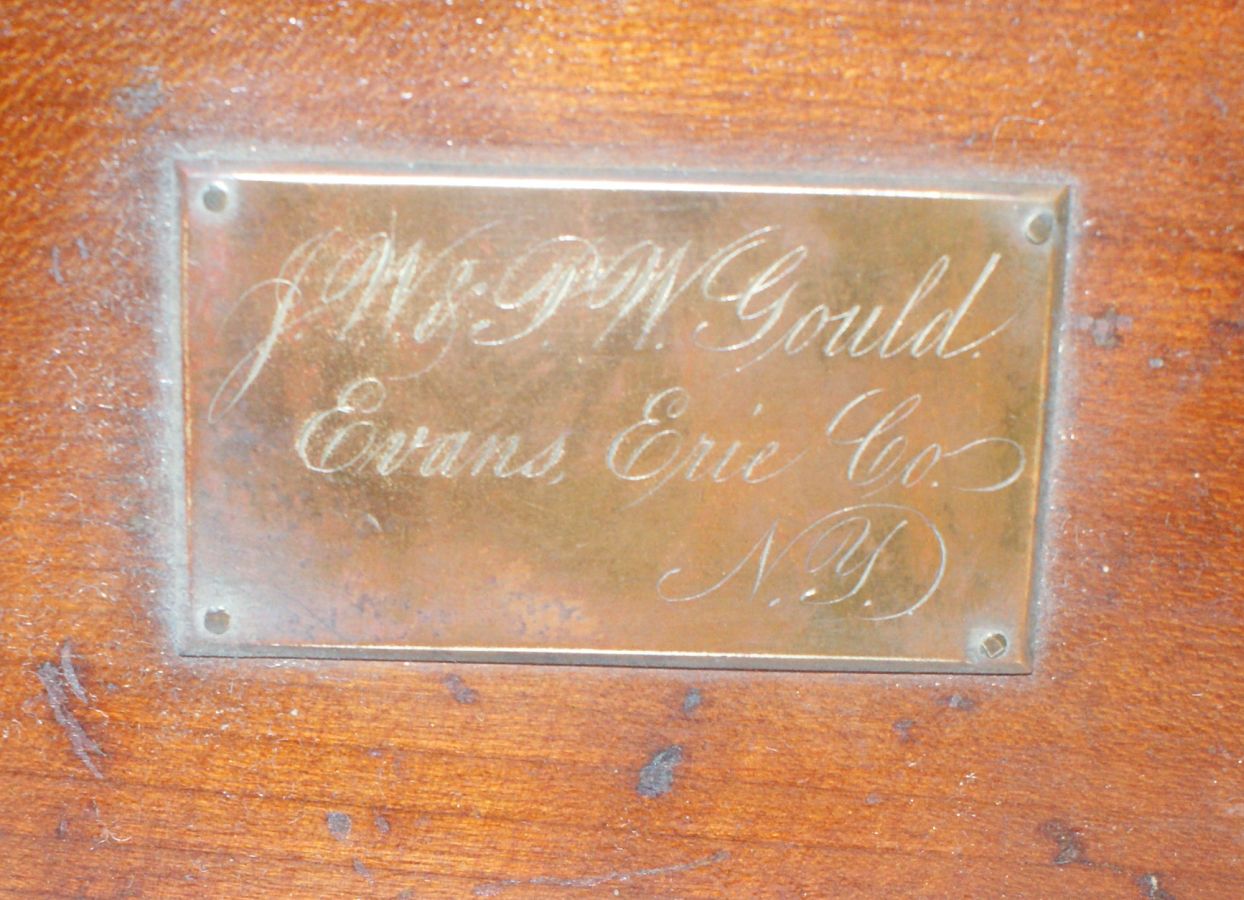 J. W. & P. W. Gould.
Evans, Erie Co.
N. Y.